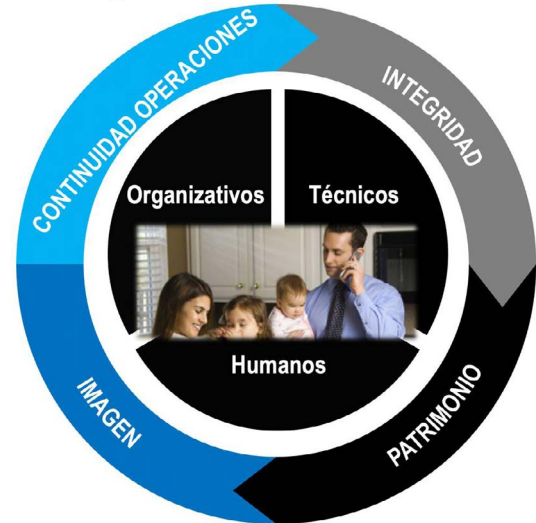 CONTINUIDAD OPERACIONES
INTEGRIDAD
Organizativos
Técnicos
Humanos
IMAGEN
PATRIMONIO